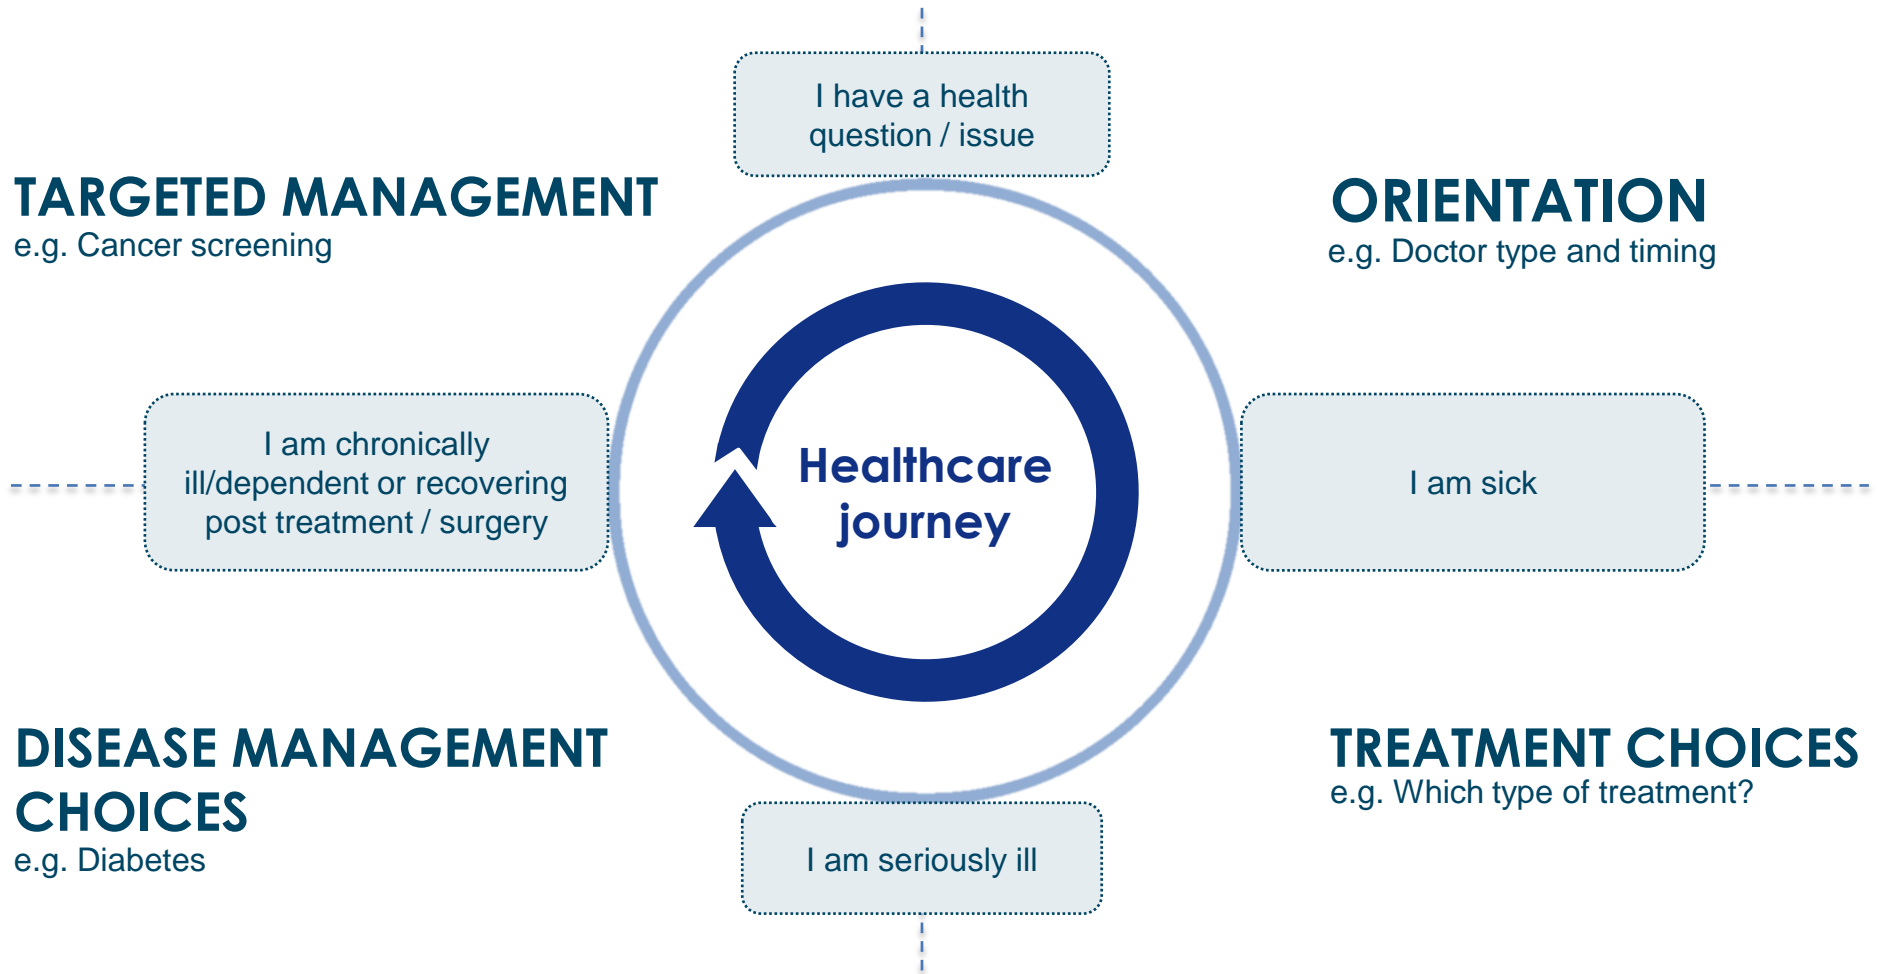 I have a health
question / issue
TARGETED MANAGEMENT
e.g. Cancer screening
ORIENTATION
e.g. Doctor type and timing
I am chronically
ill/dependent or recovering
post treatment / surgery
Healthcare
journey
I am sick
DISEASE MANAGEMENT
CHOICES
e.g. Diabetes
TREATMENT CHOICES
e.g. Which type of treatment?
I am seriously ill